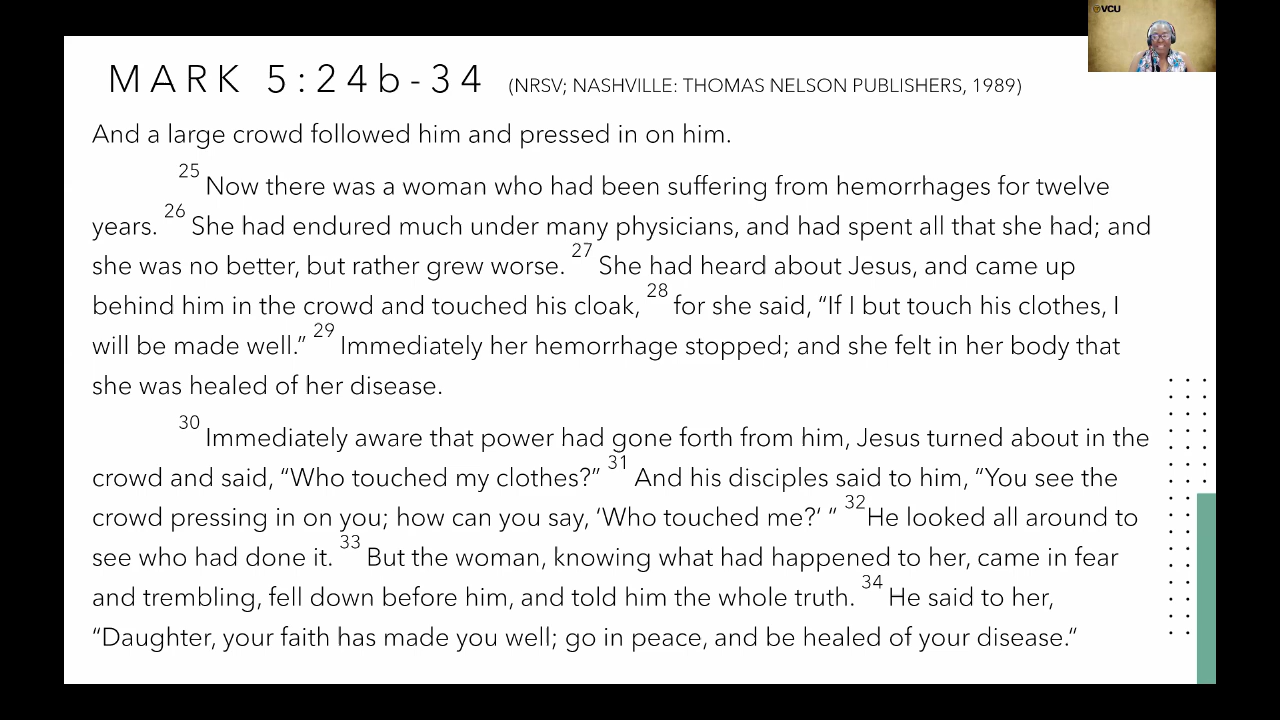 VCU
MARK 5:24b-34 (NRSV; NASHVILLE: THOMAS NELSON PUBLISHERS, 1989)
And a large crowd followed him and pressed in on him.
25 Now there was a woman who had been suffering from hemorrhages for twelve
years. 26 She had endured much under many physicians, and had spent all that she had; and
she was no better, but rather grew worse. 27 She had heard about Jesus, and came up
behind him in the crowd and touched his cloak, 28 for she said, “If I but touch his clothes, I
will be made well.” 29 Immediately her hemorrhage stopped; and she felt in her body that
she was healed of her disease.
30 Immediately aware that power had gone forth from him, Jesus turned about in the
crowd and said, “Who touched my clothes?” 31 And his disciples said to him, “You see the
crowd pressing in on you; how can you say, ‘Who touched me?‘ “ 32 He looked all around to
see who had done it. 33 But the woman, knowing what had happened to her, came in fear
and trembling, fell down before him, and told him the whole truth. 34 He said to her,
“Daughter, your faith has made you well; go in peace, and be healed of your disease.“